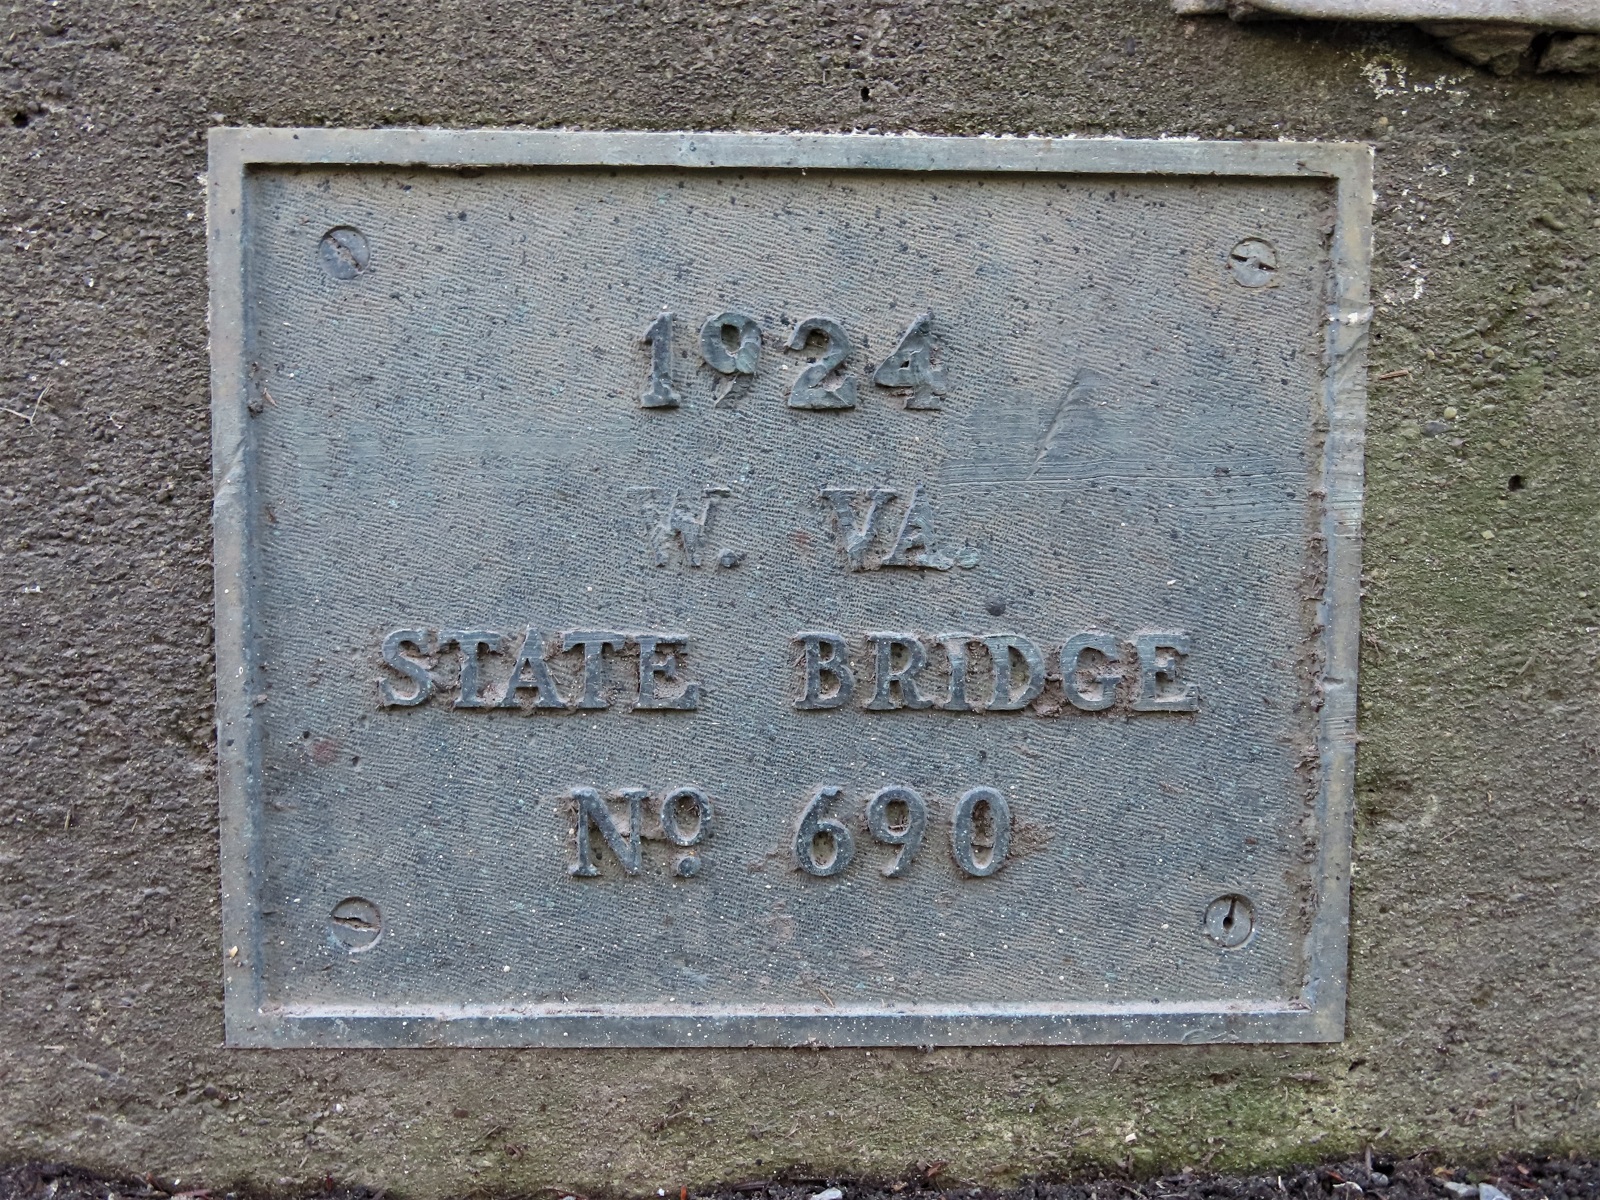 1924
W. VA.
STATE BRIDGE
Nº 690